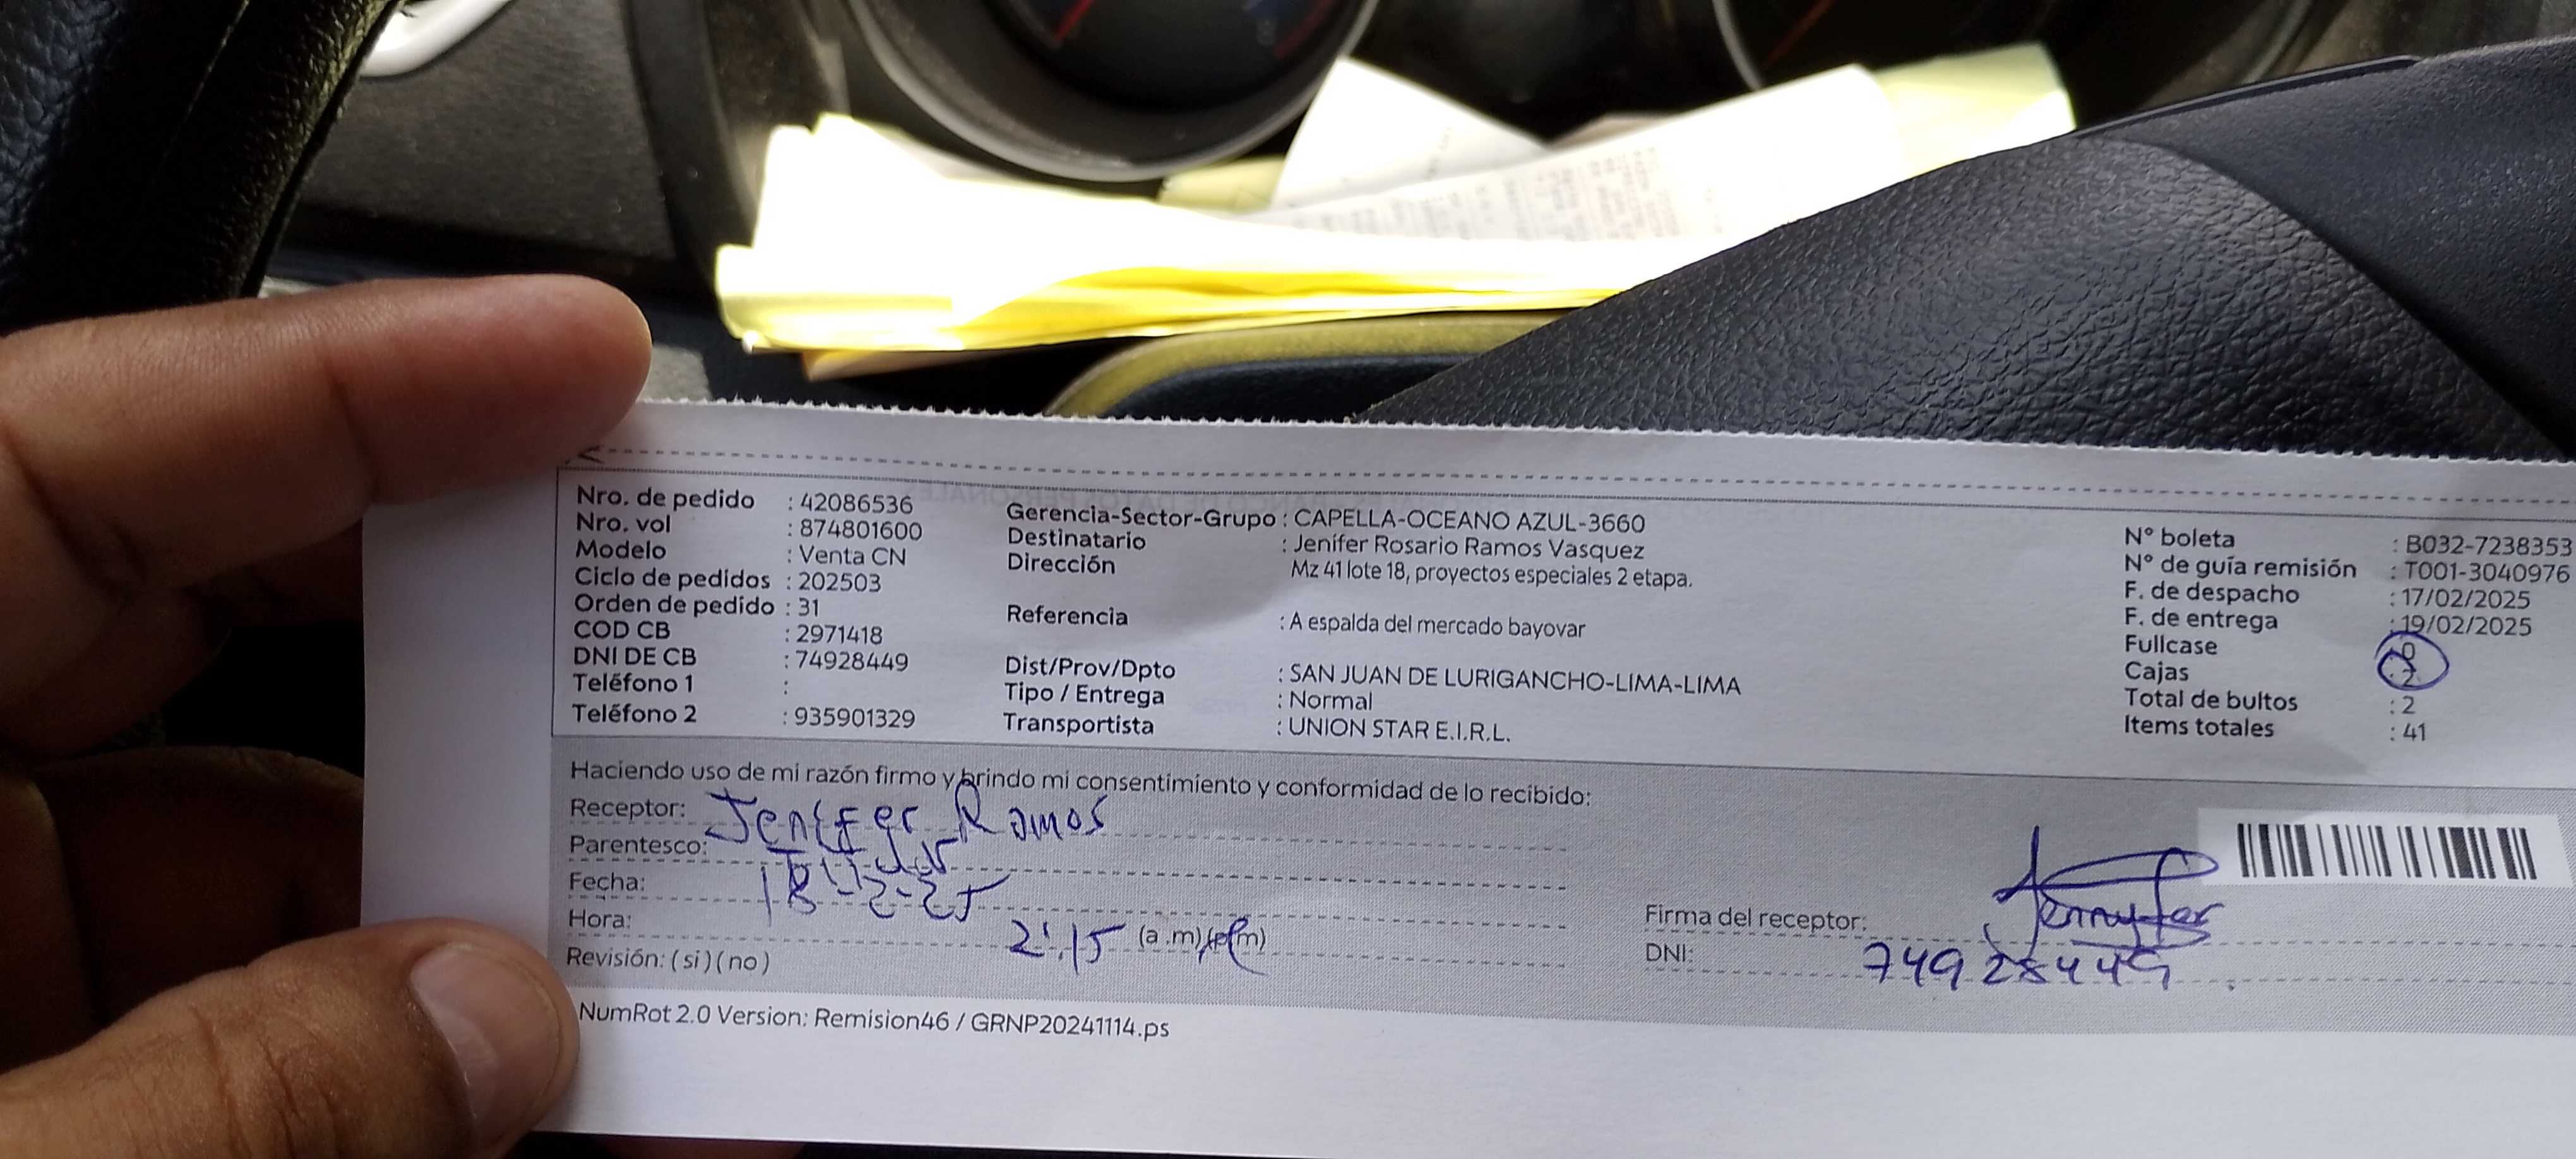 Nro. de pedido : 42086536
Nro. vol : 874801600
Modelo : Venta CN
Ciclo de pedidos : 202503
Orden de pedido : 31
COD CB : 2971418
DNI DE CB : 74928449
Teléfono 1 :
Teléfono 2 : 935901329
Gerencia-Sector-Grupo : CAPELLA-OCEANO AZUL-3660
Destinatario : Jenifer Rosario Ramos Vasquez
Dirección Mz 41 lote 18, proyectos especiales 2 etapa.
Referencia : A espalda del mercado bayovar
Dist/Prov/Dpto : SAN JUAN DE LURIGANCHO-LIMA-LIMA
Tipo / Entrega : Normal
Transportista : UNION STAR E.I.R.L.
N° boleta : B032-7238353
N° de guía remisión : T001-3040976
F. de despacho : 17/02/2025
F. de entrega : 19/02/2025
Fullcase : 0
Cajas : 2
Total de bultos : 2
Items totales : 41
Haciendo uso de mi razón firmo y brindo mi consentimiento y conformidad de lo recibido:
Receptor: Jenifer Ramos
Parentesco: Titular
Fecha: 18-2-25
Hora: 2:15 (a.m) (p.m)
Revisión: (si) (no)
Firma del receptor: Jennyfer
DNI: 74928449
NumRot 2.0 Version: Remision46 / GRNP20241114.ps